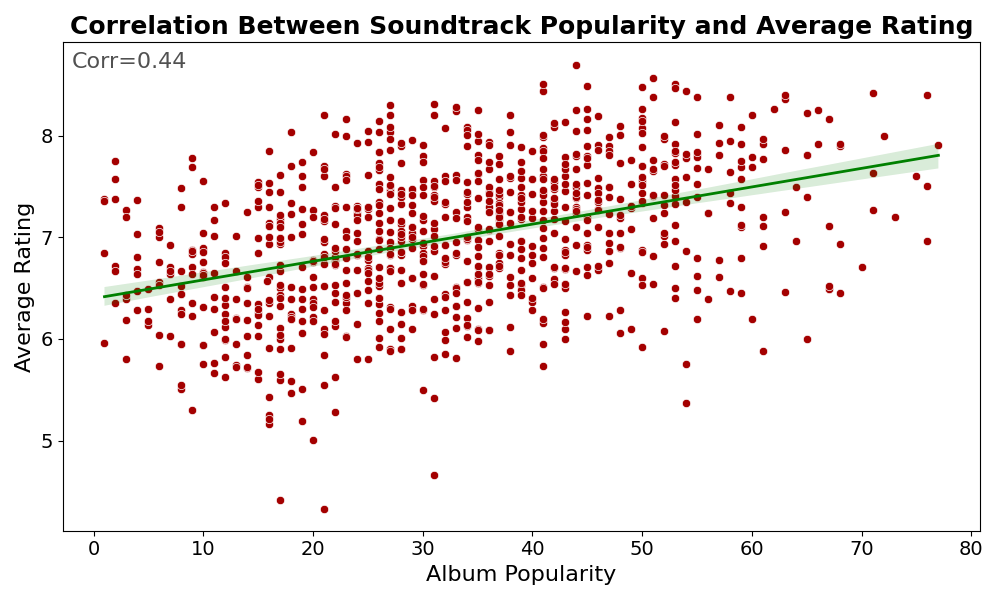 Correlation Between Soundtrack Popularity and Average Rating
Corr=0.44
Average Rating
8
7
6
5
0 10 20 30 40 50 60 70 80
Album Popularity